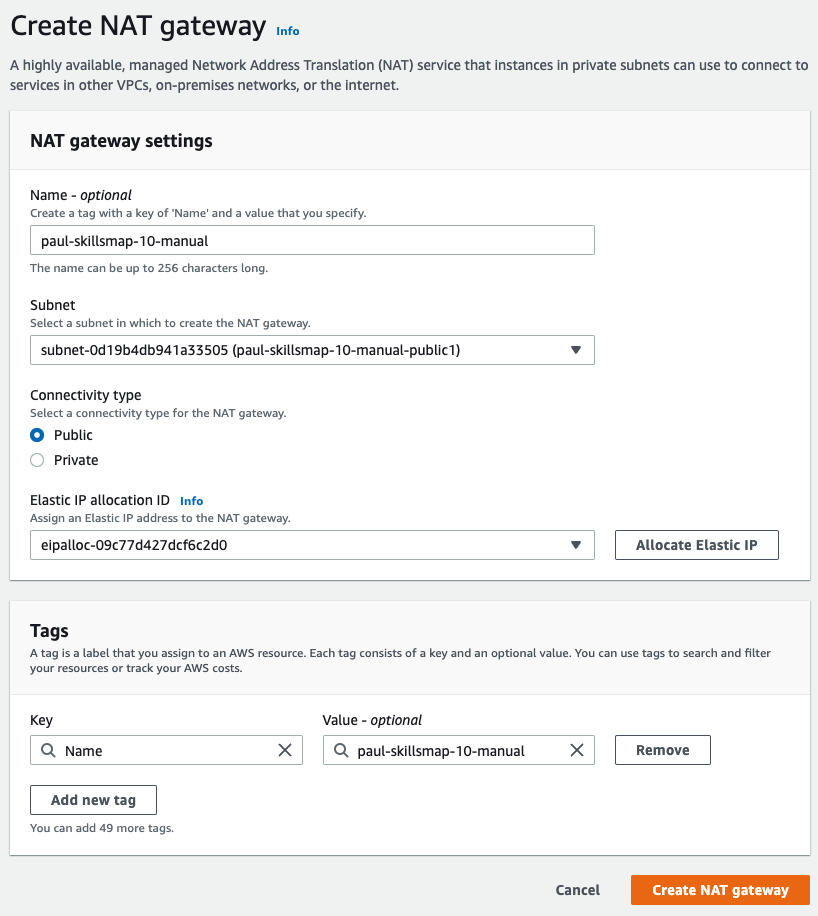 Create NAT gateway Info
A highly available, managed Network Address Translation (NAT) service that instances in private subnets can use to connect to
services in other VPCs, on-premises networks, or the internet.
NAT gateway settings
Name - optional
Create a tag with a key of 'Name' and a value that you specify.
paul-skillsmap-10-manual
The name can be up to 256 characters long.
Subnet
Select a subnet in which to create the NAT gateway.
subnet-0d19b4db941a33505 (paul-skillsmap-10-manual-public1)
Connectivity type
Select a connectivity type for the NAT gateway.
Public
Private
Elastic IP allocation ID Info
Assign an Elastic IP address to the NAT gateway.
eipalloc-09c77d427dcf6c2d0 Allocate Elastic IP
Tags
A tag is a label that you assign to an AWS resource. Each tag consists of a key and an optional value. You can use tags to search and filter
your resources or track your AWS costs.
Key Value - optional
Name paul-skillsmap-10-manual Remove
Add new tag
You can add 49 more tags.
Cancel Create NAT gateway